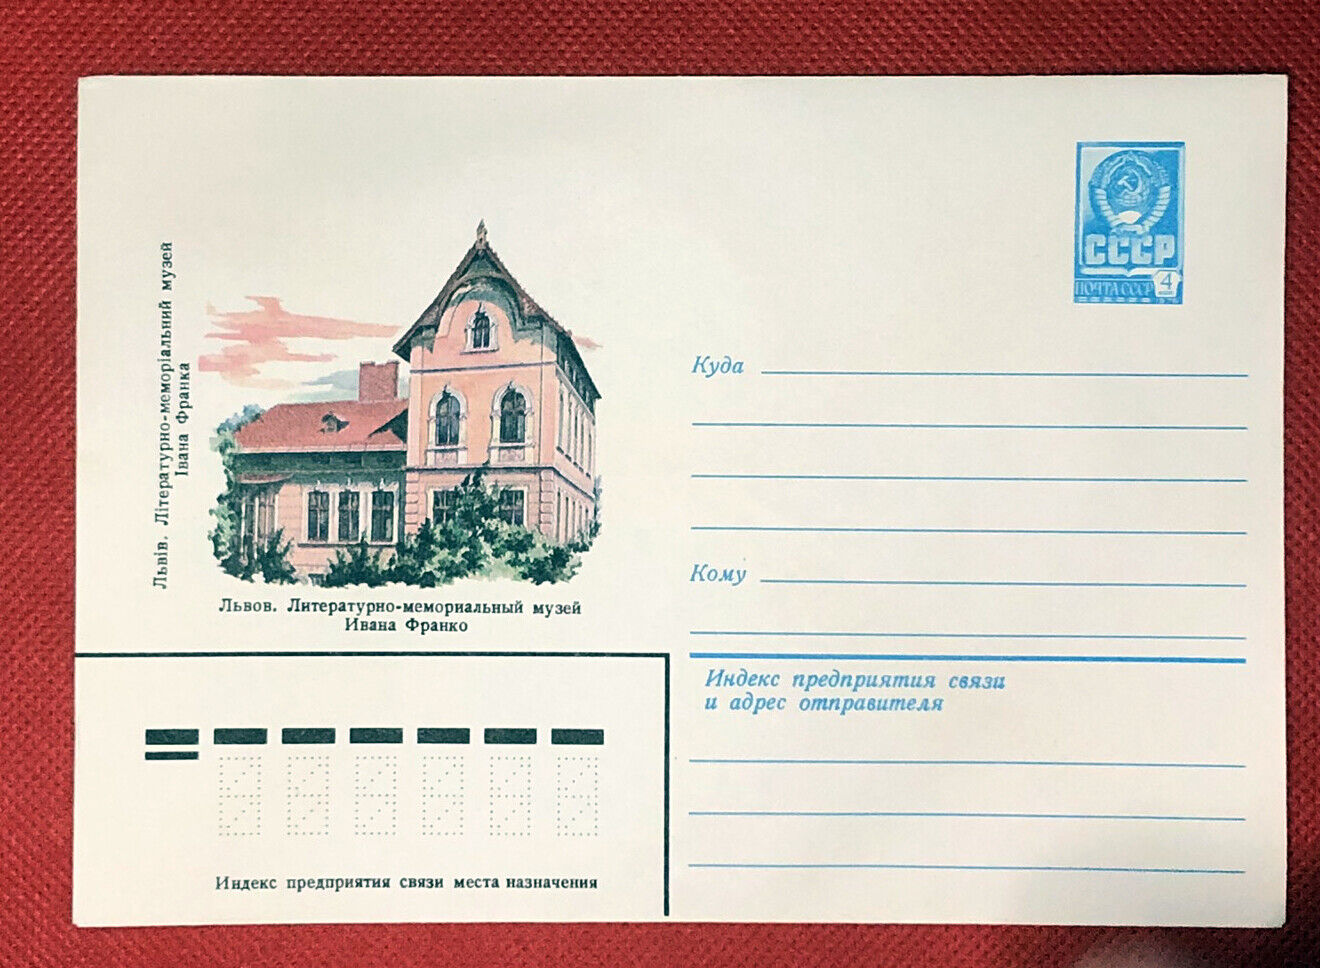 Львів. Літературно-меморіальний музей
Івана Франка
Львов. Литературно-мемориальный музей
Ивана Франко
СССР
ПОЧТА СССР 4
Куда
Кому
Индекс предприятия связи
и адрес отправителя
Индекс предприятия связи места назначения